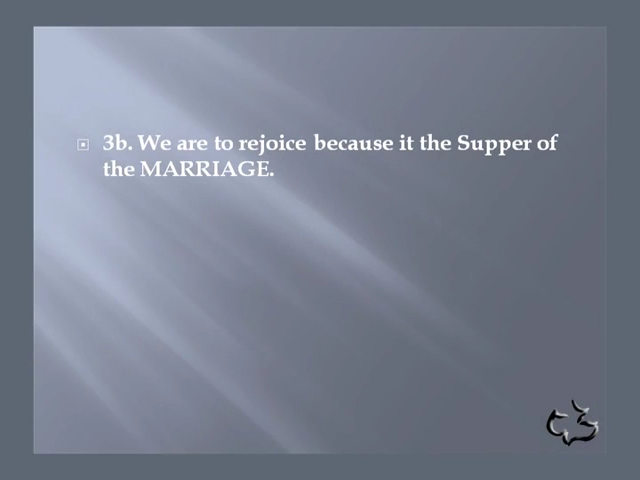 3b. We are to rejoice because it the Supper of
the MARRIAGE.